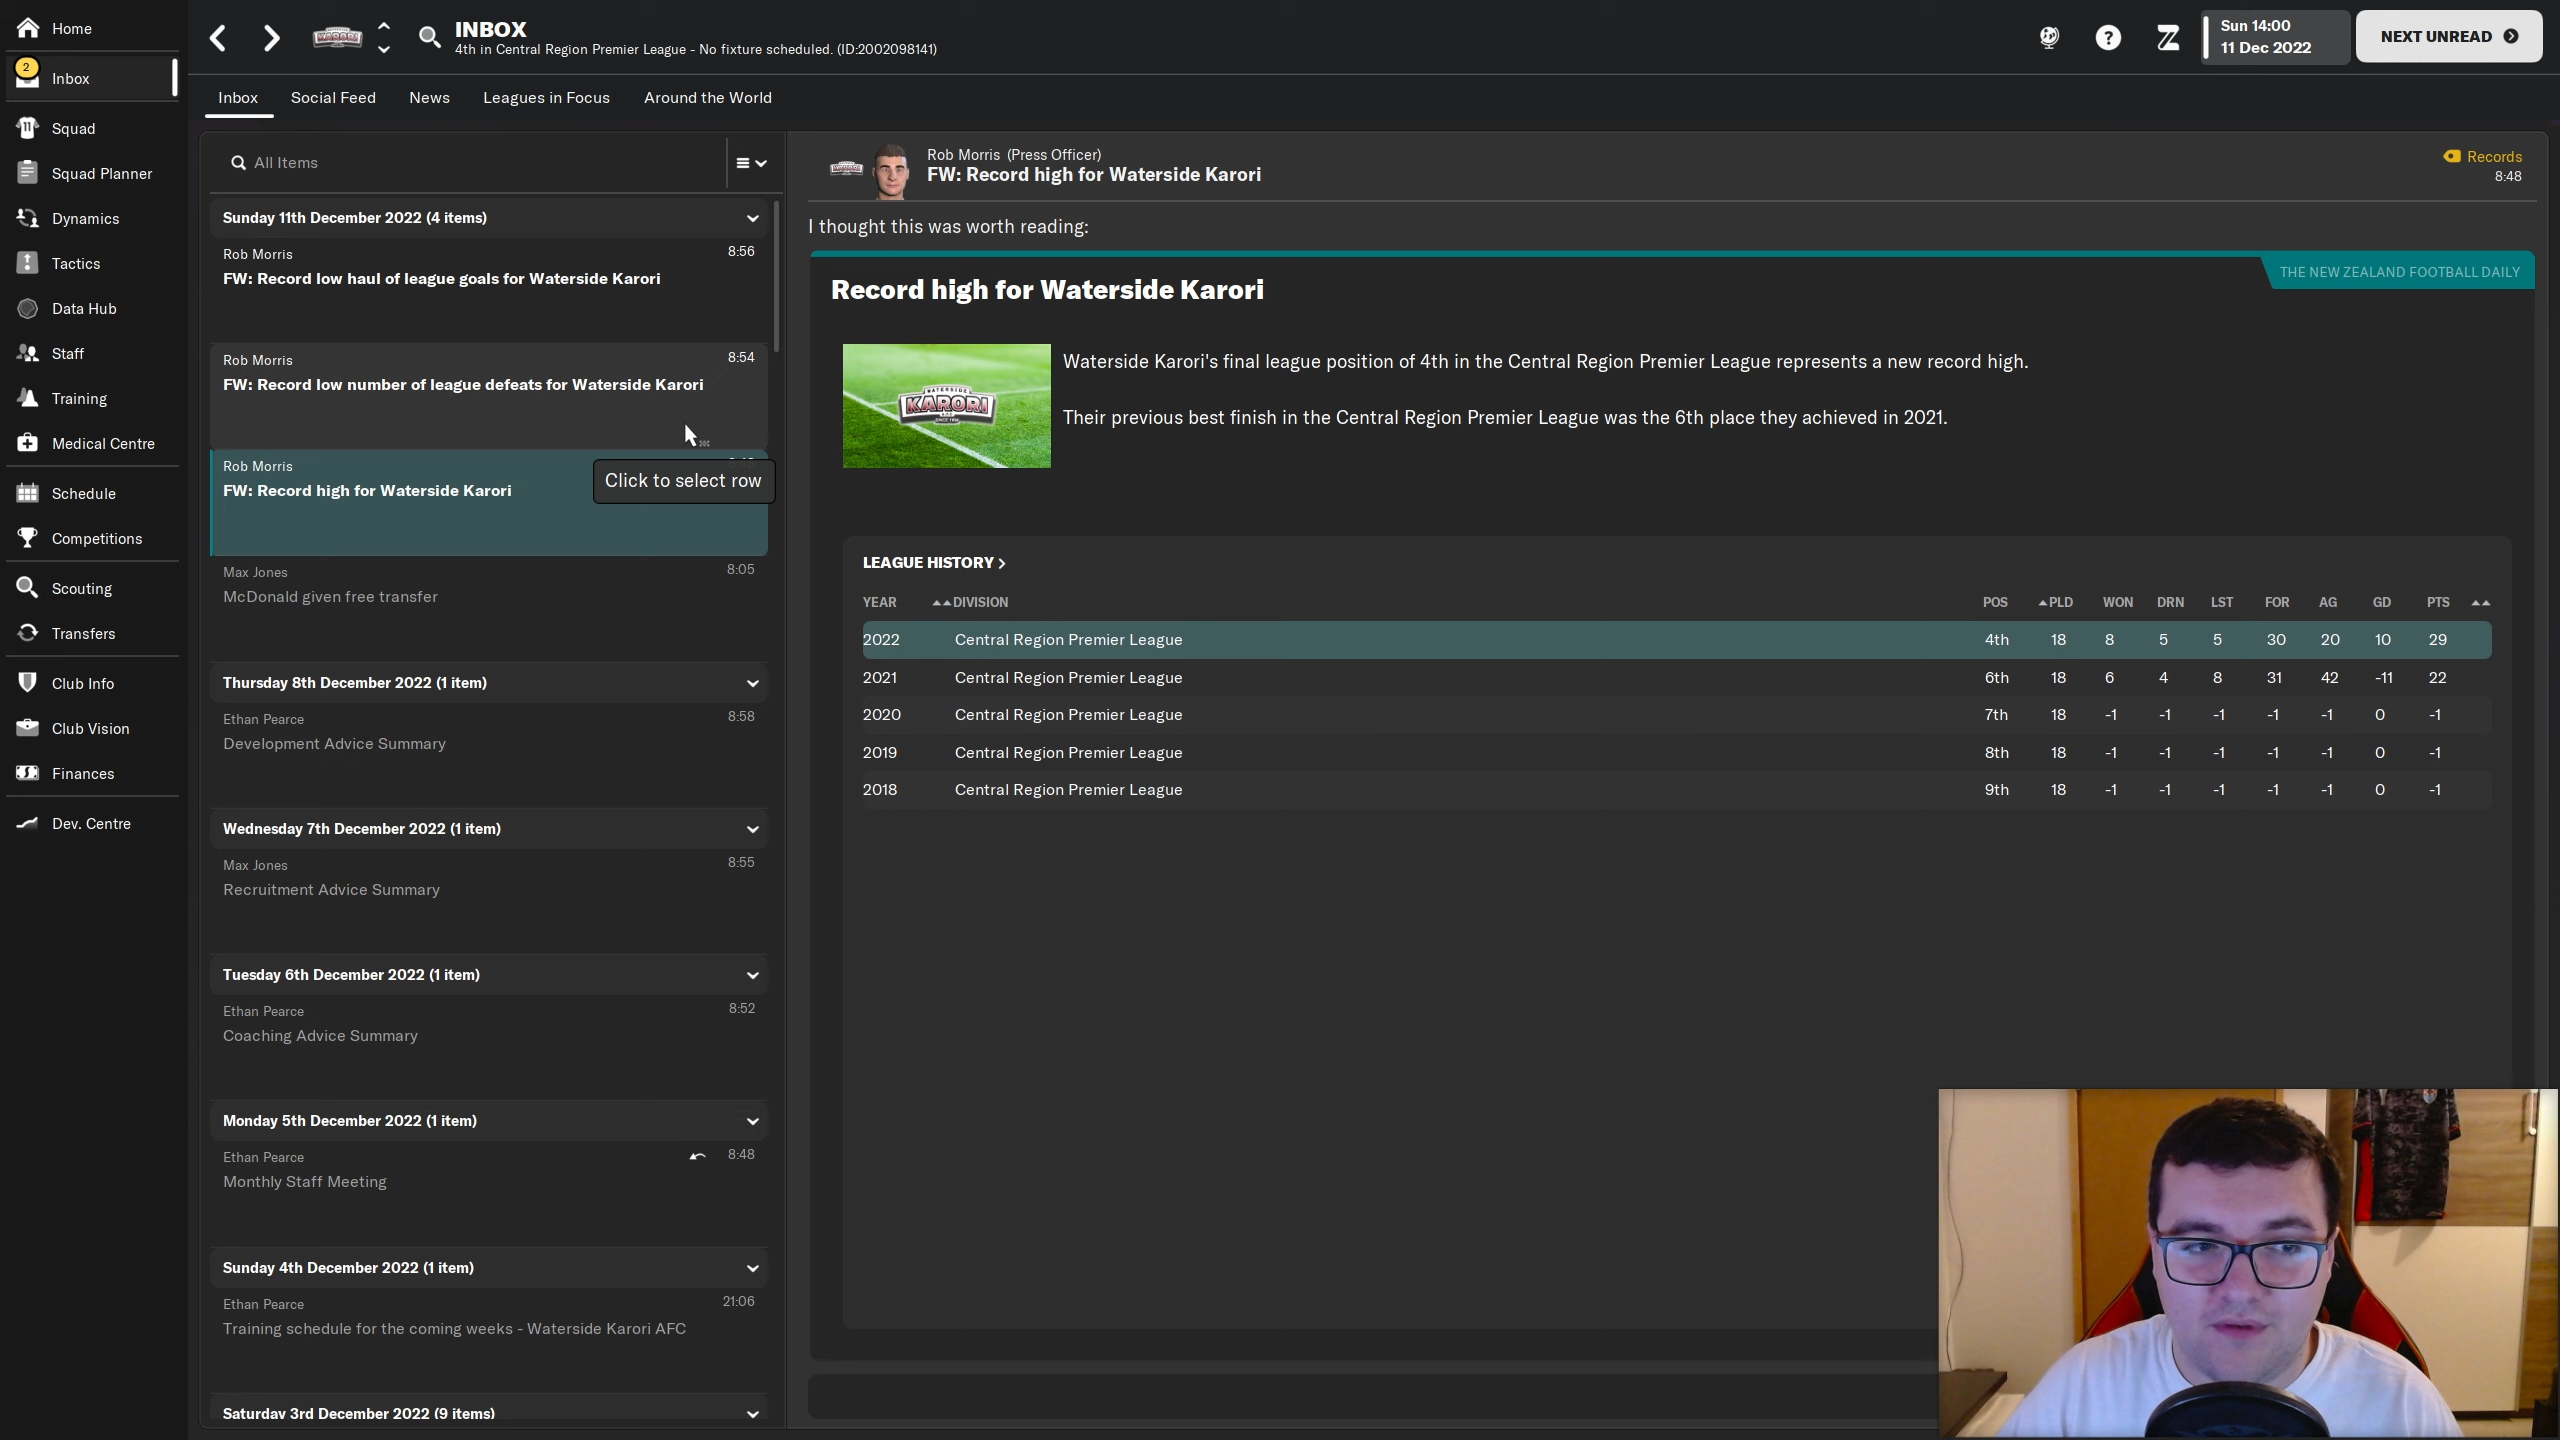 Home
2
Inbox
Squad
Squad Planner
Dynamics
Tactics
Data Hub
Staff
Training
Medical Centre
Schedule
Competitions
Scouting
Transfers
Club Info
Club Vision
Finances
Dev. Centre
INBOX
4th in Central Region Premier League - No fixture scheduled. (ID:2002098141)
Sun 14:00
11 Dec 2022
NEXT UNREAD
Inbox Social Feed News Leagues in Focus Around the World
All Items
Sunday 11th December 2022 (4 items)
Rob Morris 8:56
FW: Record low haul of league goals for Waterside Karori
Rob Morris 8:54
FW: Record low number of league defeats for Waterside Karori
Rob Morris
FW: Record high for Waterside Karori
Click to select row
Max Jones 8:05
McDonald given free transfer
Thursday 8th December 2022 (1 item)
Ethan Pearce 8:58
Development Advice Summary
Wednesday 7th December 2022 (1 item)
Max Jones 8:55
Recruitment Advice Summary
Tuesday 6th December 2022 (1 item)
Ethan Pearce 8:52
Coaching Advice Summary
Monday 5th December 2022 (1 item)
Ethan Pearce 8:48
Monthly Staff Meeting
Sunday 4th December 2022 (1 item)
Ethan Pearce 21:06
Training schedule for the coming weeks - Waterside Karori AFC
Saturday 3rd December 2022 (9 items)
Rob Morris (Press Officer)
FW: Record high for Waterside Karori
Records
8:48
I thought this was worth reading:
THE NEW ZEALAND FOOTBALL DAILY
Record high for Waterside Karori
WATERSIDE
KARORI
Waterside Karori's final league position of 4th in the Central Region Premier League represents a new record high.
Their previous best finish in the Central Region Premier League was the 6th place they achieved in 2021.
LEAGUE HISTORY
YEAR DIVISION POS PLD WON DRN LST FOR AG GD PTS
2022 Central Region Premier League 4th 18 8 5 5 30 20 10 29
2021 Central Region Premier League 6th 18 6 4 8 31 42 -11 22
2020 Central Region Premier League 7th 18 -1 -1 -1 -1 -1 0 -1
2019 Central Region Premier League 8th 18 -1 -1 -1 -1 -1 0 -1
2018 Central Region Premier League 9th 18 -1 -1 -1 -1 -1 0 -1